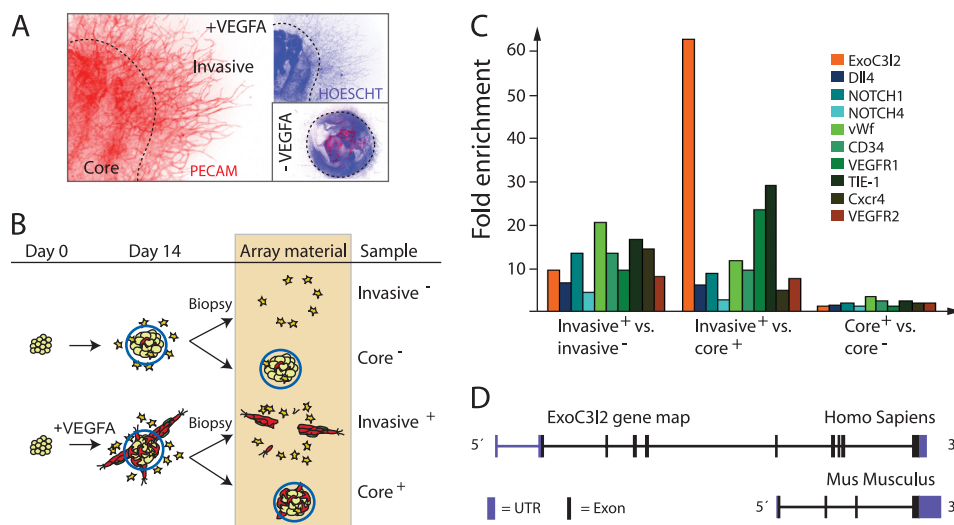 A
+VEGFA
Invasive
Core
PECAM
HOESCHT
- VEGFA
B
Day 0
Day 14
Array material
Sample
Biopsy
Invasive -
Core -
+VEGFA
Biopsy
Invasive +
Core +
C
Fold enrichment
60
50
40
30
20
10
ExoC3l2
Dll4
NOTCH1
NOTCH4
vWf
CD34
VEGFR1
TIE-1
Cxcr4
VEGFR2
Invasive + vs.
invasive -
Invasive + vs.
core +
Core + vs.
core -
D
ExoC3l2 gene map
Homo Sapiens
5´
3
Mus Musculus
5´
3
= UTR
= Exon